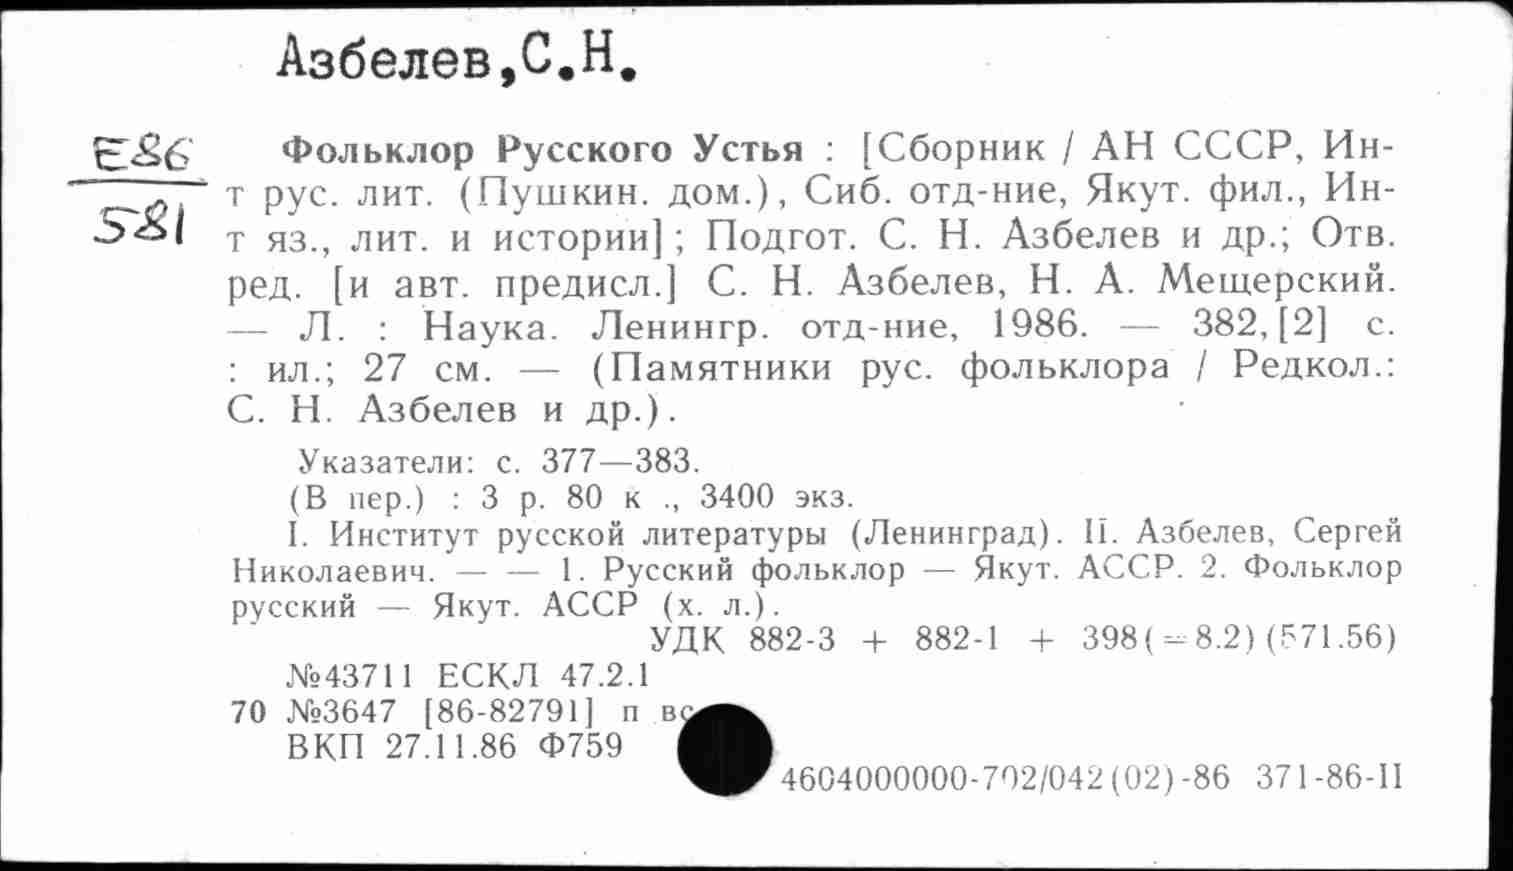 Азбелев,С.Н.
Е86
581
Фольклор Русского Устья : [Сборник / АН СССР, Ин-
т рус. лит. (Пушкин. дом.), Сиб. отд-ние, Якут. фил., Ин-
т яз., лит. и истории] ; Подгот. С. Н. Азбелев и др.; Отв.
ред. [и авт. предисл.] С. Н. Азбелев, Н. А. Мещерский.
— Л. : Наука. Ленингр. отд-ние, 1986. — 382, [2] с.
: ил.; 27 см. — (Памятники рус. фольклора / Редкол.:
С. Н. Азбелев и др.).
Указатели: с. 377—383.
(В пер.) : 3 р. 80 к ., 3400 экз.
I. Институт русской литературы (Ленинград). II. Азбелев, Сергей
Николаевич. — — 1. Русский фольклор — Якут. АССР. 2. Фольклор
русский — Якут. АССР (х. л.).
УДК 882-3 + 882-1 + 398(=8.2)(571.56)
№43711 ЕСКЛ 47.2.1
70 №3647 [86-82791] п
ВКП 27.11.86 Ф759
4604000000-702/042(02)-86 371-86-II